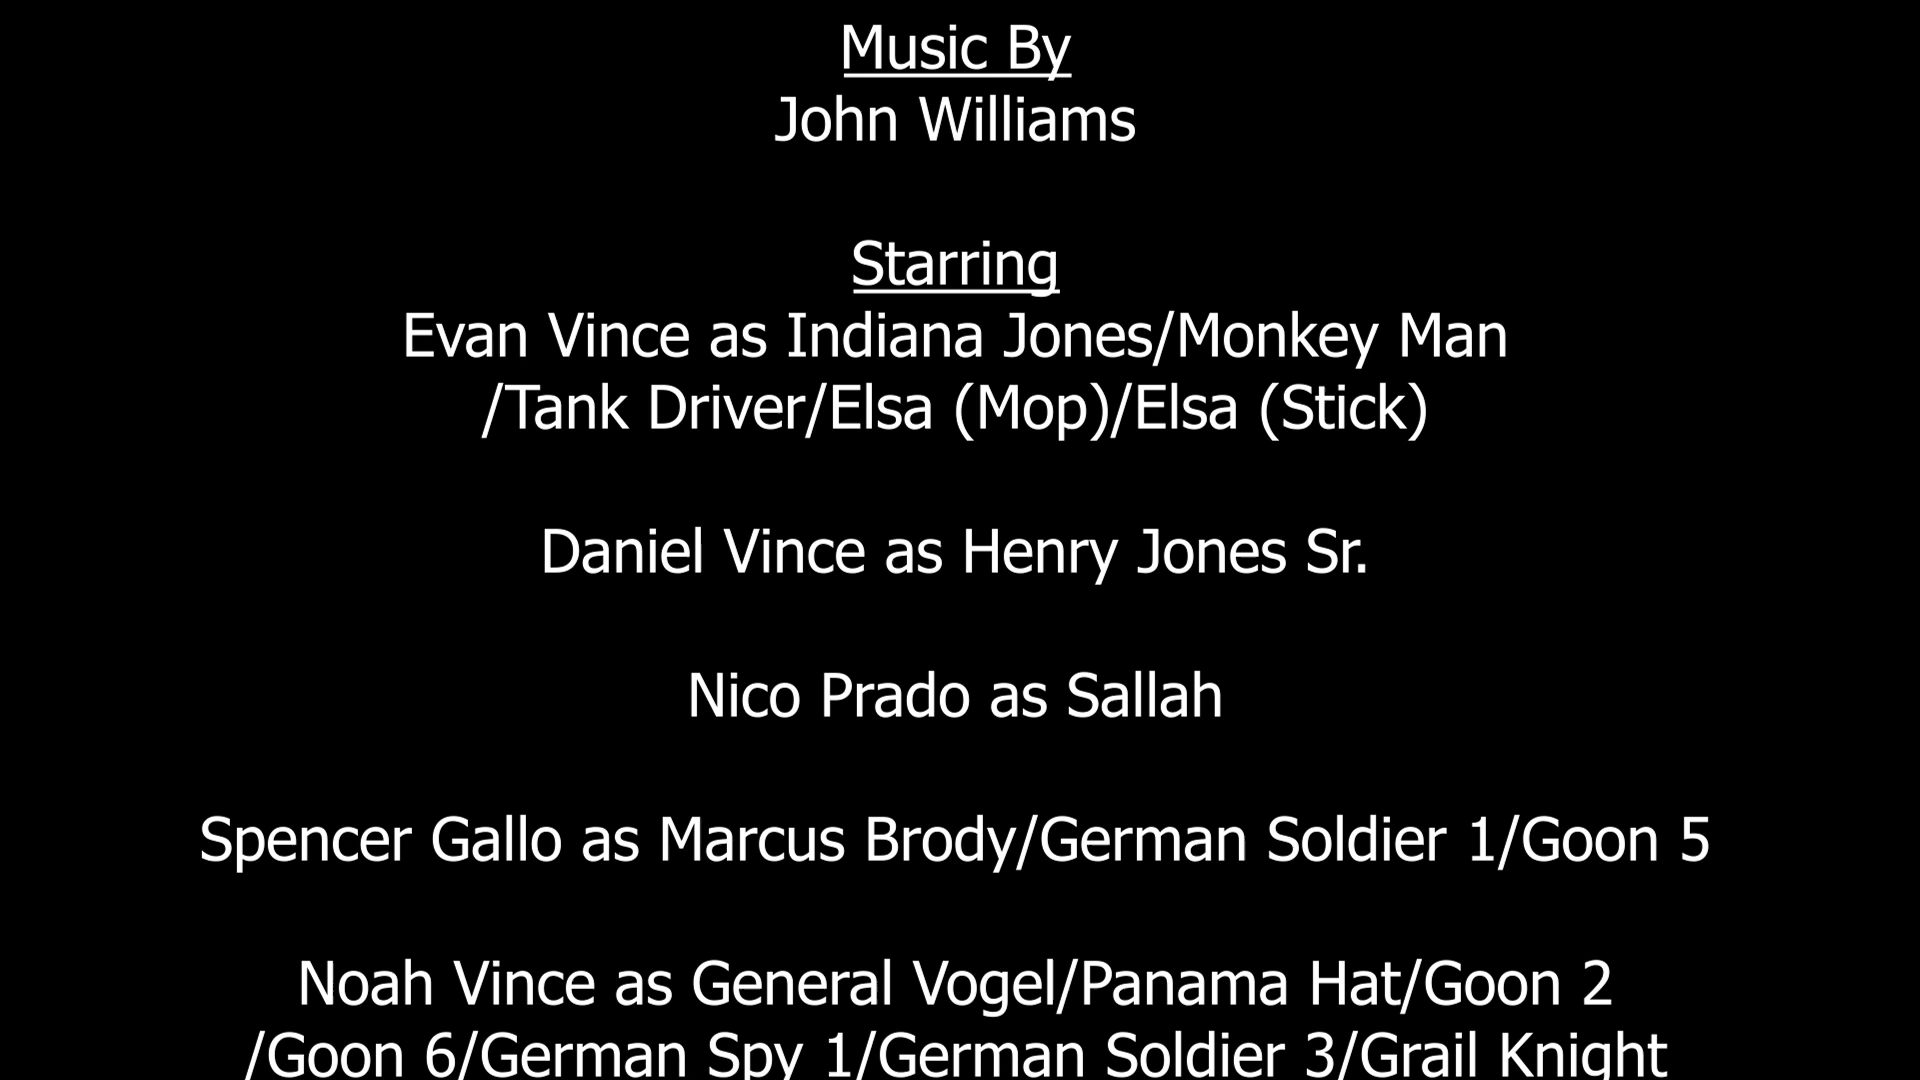 Music By
John Williams
Starring
Evan Vince as Indiana Jones/Monkey Man
/Tank Driver/Elsa (Mop)/Elsa (Stick)
Daniel Vince as Henry Jones Sr.
Nico Prado as Sallah
Spencer Gallo as Marcus Brody/German Soldier 1/Goon 5
Noah Vince as General Vogel/Panama Hat/Goon 2
/Goon 6/German Spy 1/German Soldier 3/Grail Knight